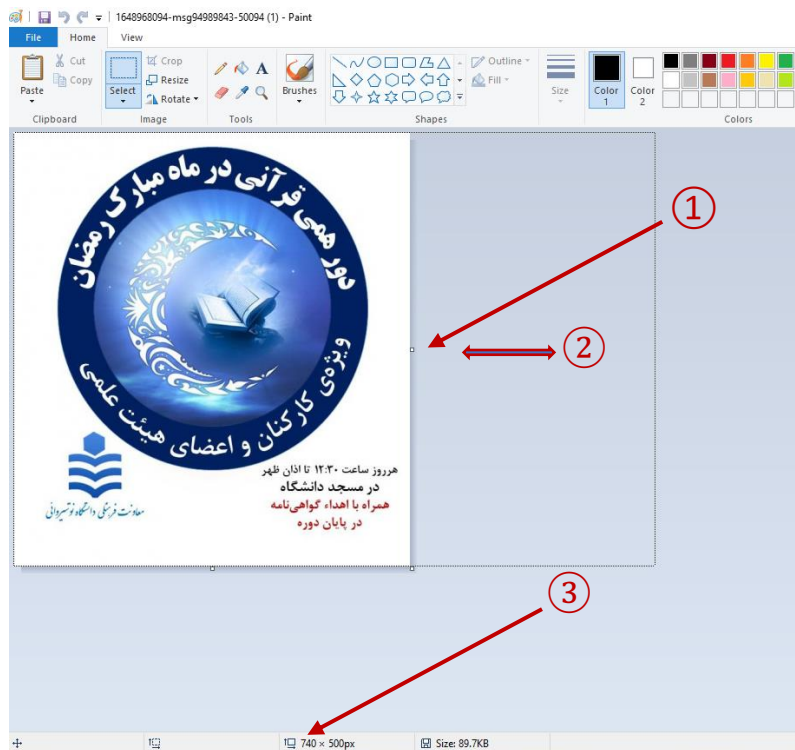 1648968094-msg94989843-50094 (1) - Paint
File Home View
Paste
Cut
Copy
Clipboard
Select
Crop
Resize
Rotate
Image
A
Tools
Brushes
Shapes
Outline
Fill
Size
Color 1
Color 2
Colors
دور همی قرآنی در ماه مبارک رمضان
ویژه‌ی کارکنان و اعضای هیئت علمی
هرروز ساعت ۱۲:۳۰ تا اذان ظهر
در مسجد دانشگاه
همراه با اهداء گواهی‌نامه
در پایان دوره
معاونت فرهنگی دانشگاه نوشیروانی
1
2
3
740 × 500px
Size: 89.7KB